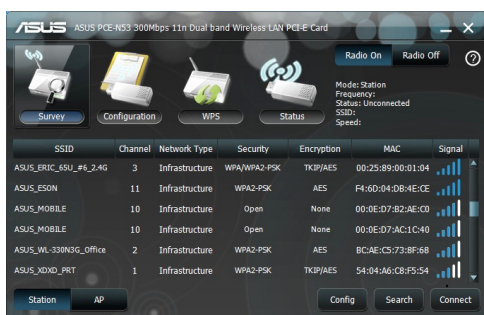 ASUS ASUS PCE-N53 300Mbps 11n Dual band Wireless LAN PCI-E Card
Radio On Radio Off
Mode: Station
Frequency:
Status: Unconnected
SSID:
Speed:
Survey Configuration WPS Status
SSID Channel Network Type Security Encryption MAC Signal
ASUS_ERIC_65U_#6_2.4G 3 Infrastructure WPA/WPA2-PSK TKIP/AES 00:25:89:00:01:04
ASUS_ESON 11 Infrastructure WPA2-PSK AES F4:6D:04:DB:4E:CE
ASUS_MOBILE 10 Infrastructure Open None 00:0E:D7:B2:AE:C0
ASUS_MOBILE 10 Infrastructure Open None 00:0E:D7:AC:1C:40
ASUS_WL-330N3G_Office 2 Infrastructure WPA2-PSK AES BC:AE:C5:73:8F:68
ASUS_XDXD_PRT 1 Infrastructure WPA2-PSK TKIP/AES 54:04:A6:C8:F5:54
Station AP Config Search Connect